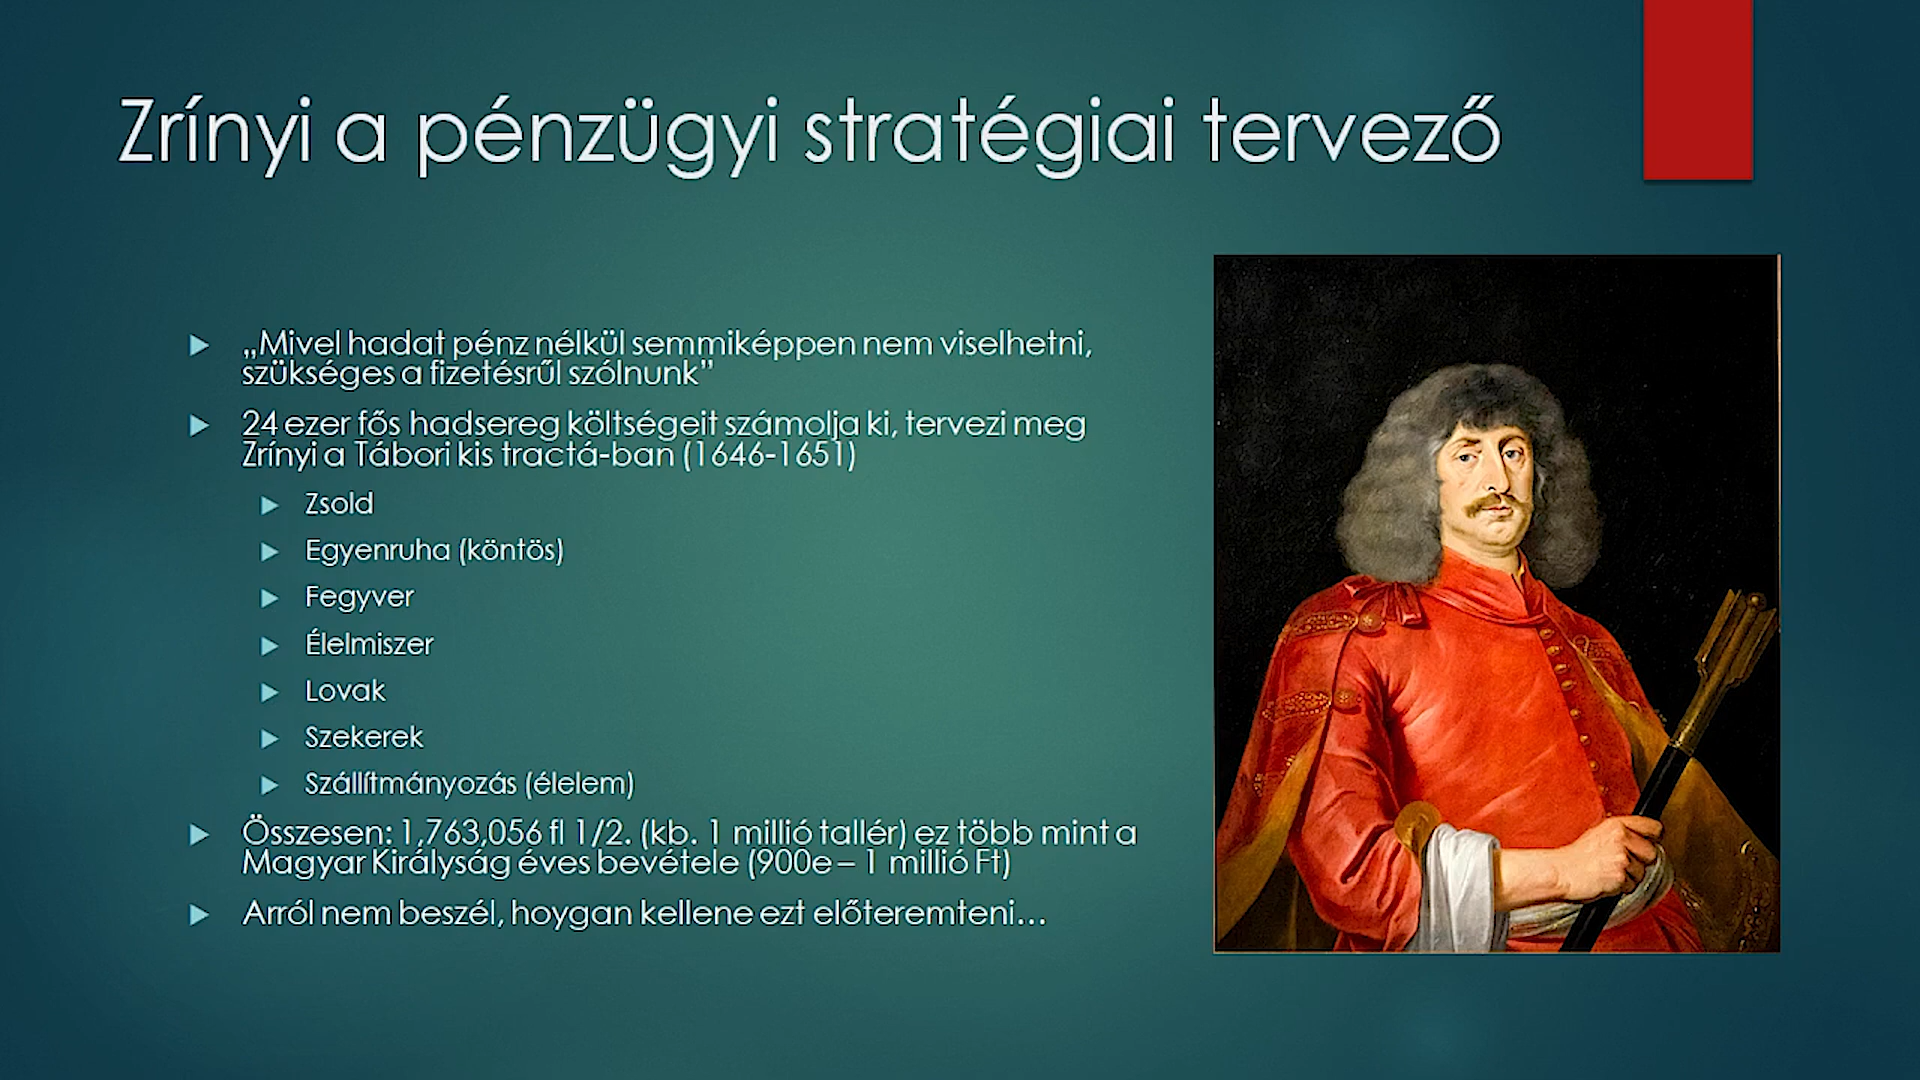 Zrínyi a pénzügyi stratégiai tervező
„Mivel hadat pénz nélkül semmiképpen nem viselhetni,
szükséges a fizetésrűl szólnunk”
24 ezer fős hadsereg költségeit számolja ki, tervezi meg
Zrínyi a Tábori kis tractá-ban (1646-1651)
Zsold
Egyenruha (köntös)
Fegyver
Élelmiszer
Lovak
Szekerek
Szállítmányozás (élelem)
Összesen: 1,763,056 fl 1/2. (kb. 1 millió tallér) ez több mint a
Magyar Királyság éves bevétele (900e – 1 millió Ft)
Arról nem beszél, hoygan kellene ezt előteremteni…